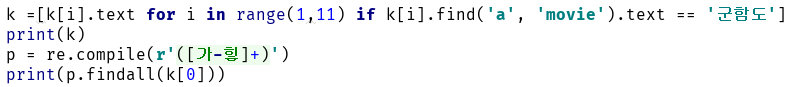 k =[k[i].text for i in range(1,11) if k[i].find('a', 'movie').text == '군함도']
print(k)
p = re.compile(r'([가-힣]+)')
print(p.findall(k[0]))